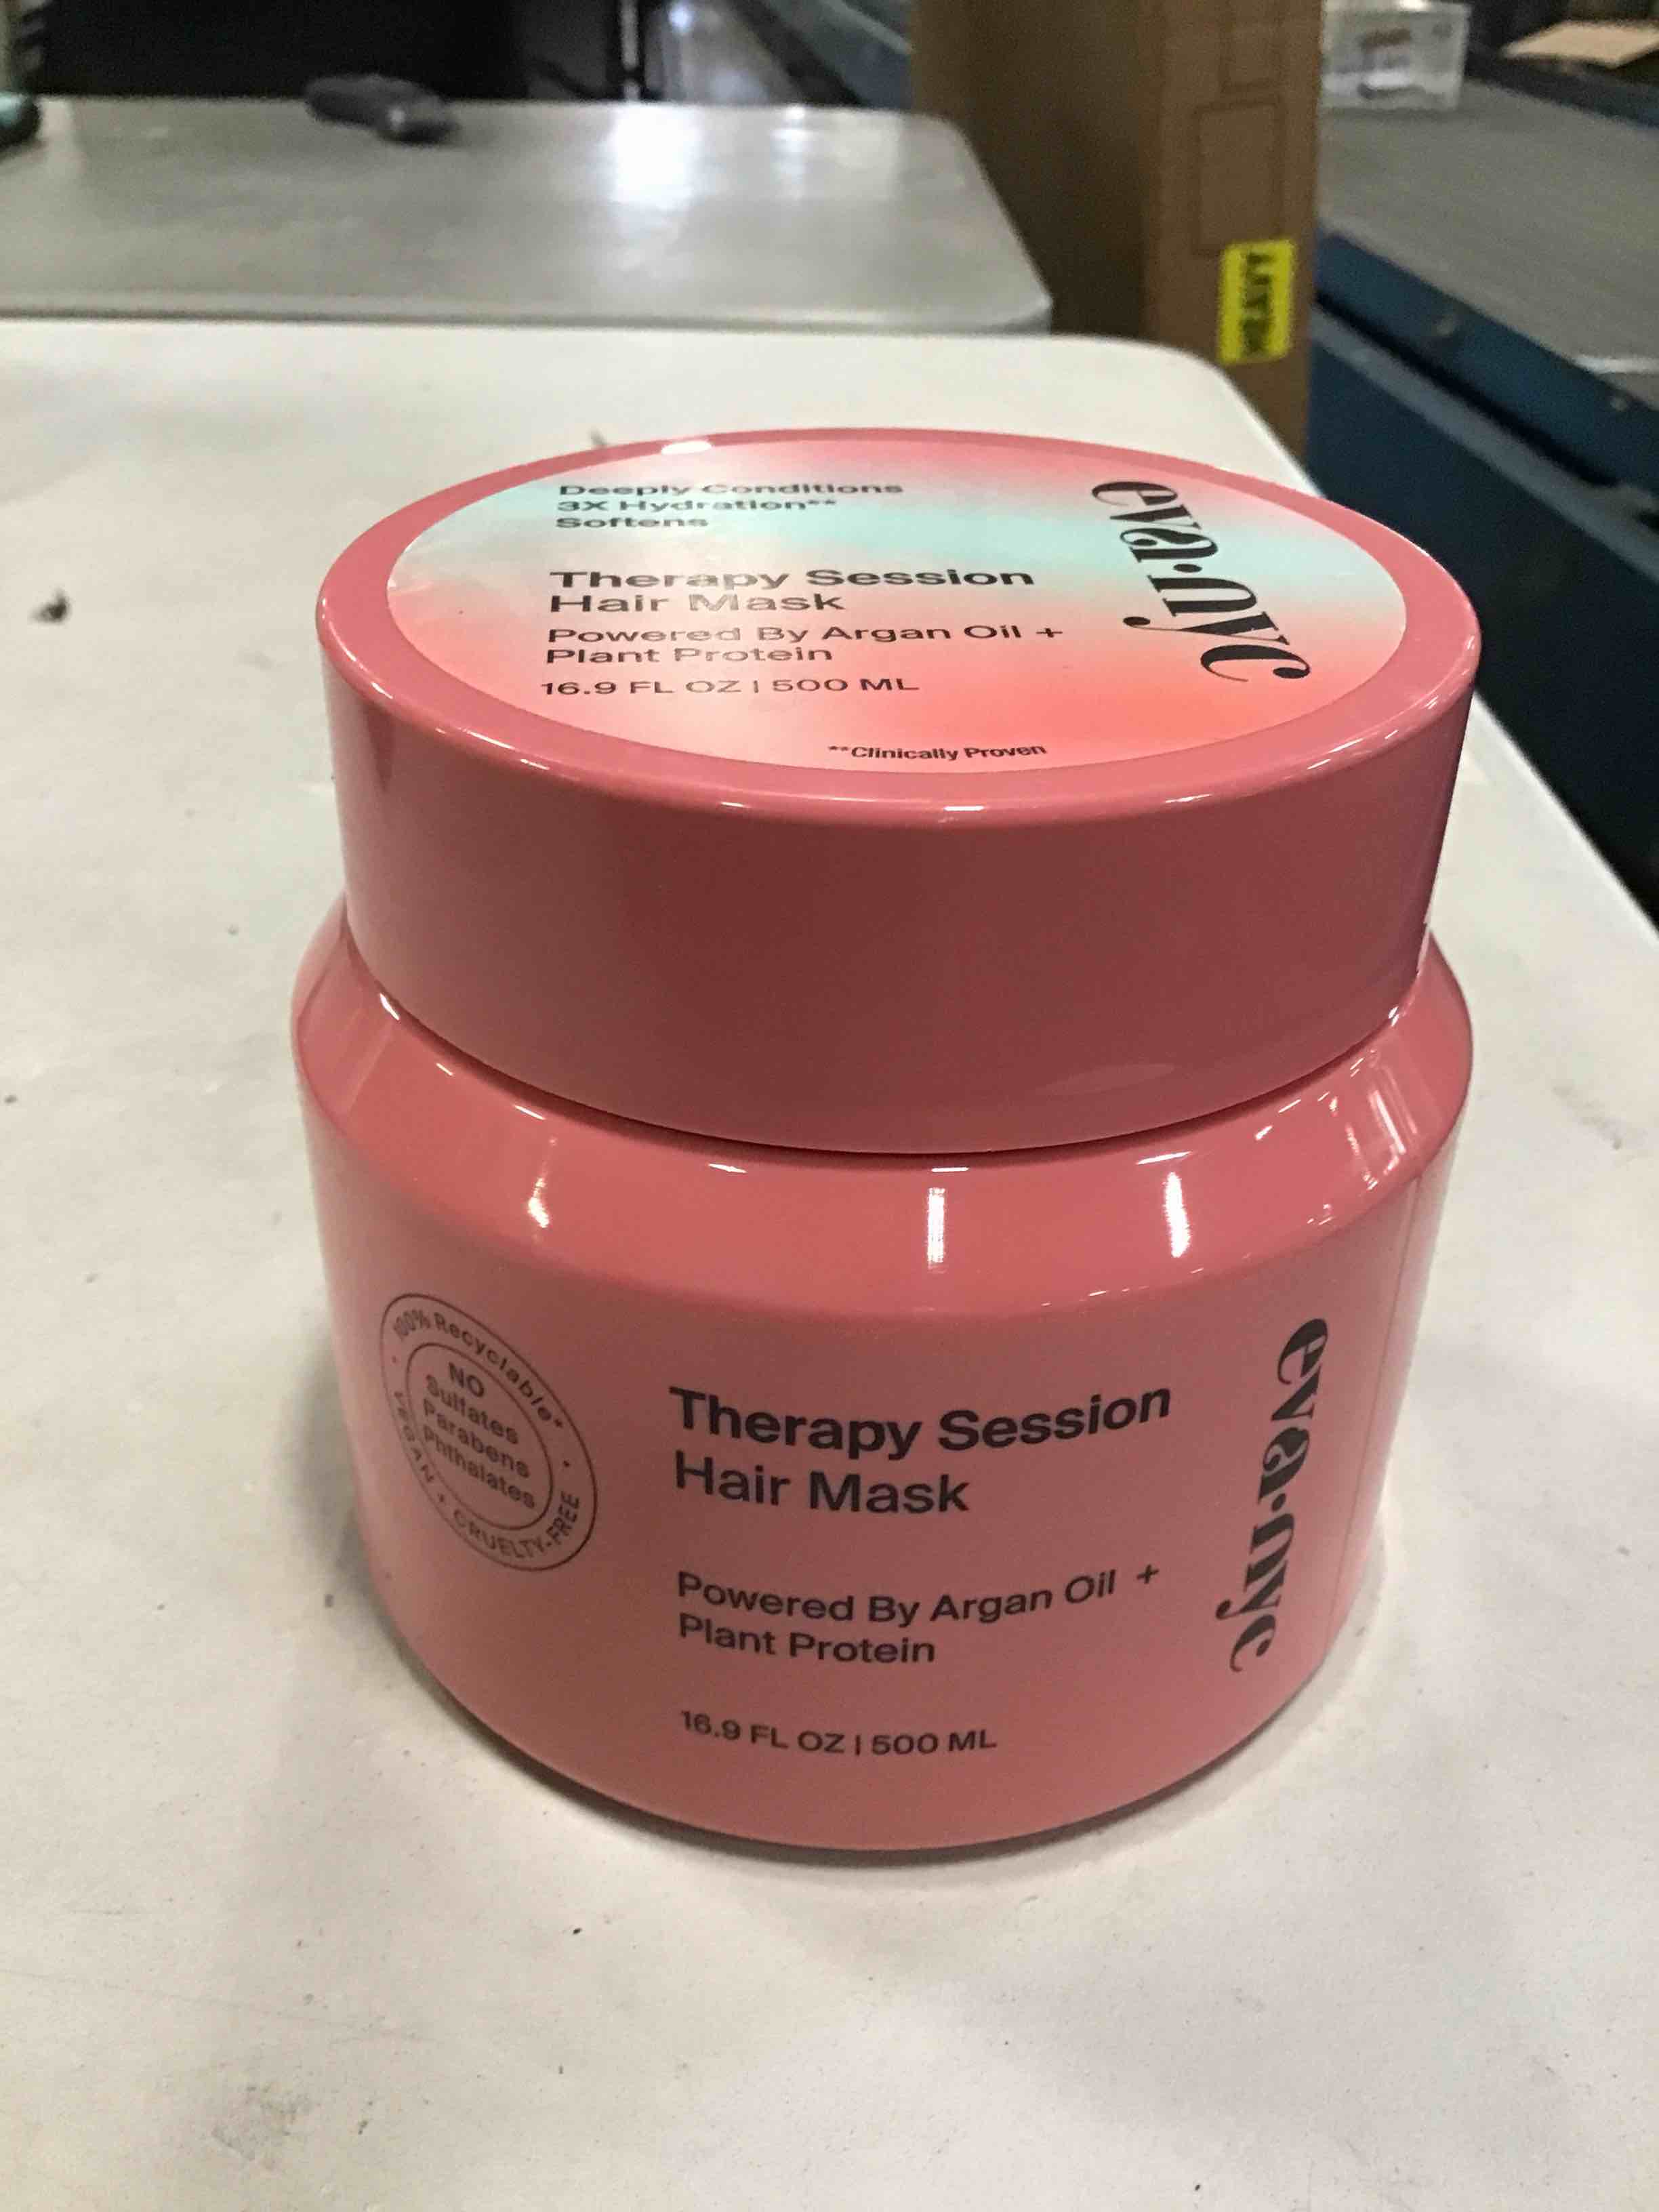 Deeply Conditions
3X Hydration**
Softens
Therapy Session
Hair Mask
Powered By Argan Oil +
Plant Protein
16.9 FL OZ | 500 ML
**Clinically Proven
eva·nyc
100% Recyclable*
NO
Sulfates
Parabens
Phthalates
VEGAN + CRUELTY-FREE
Therapy Session
Hair Mask
Powered By Argan Oil +
Plant Protein
16.9 FL OZ | 500 ML
eva·nyc